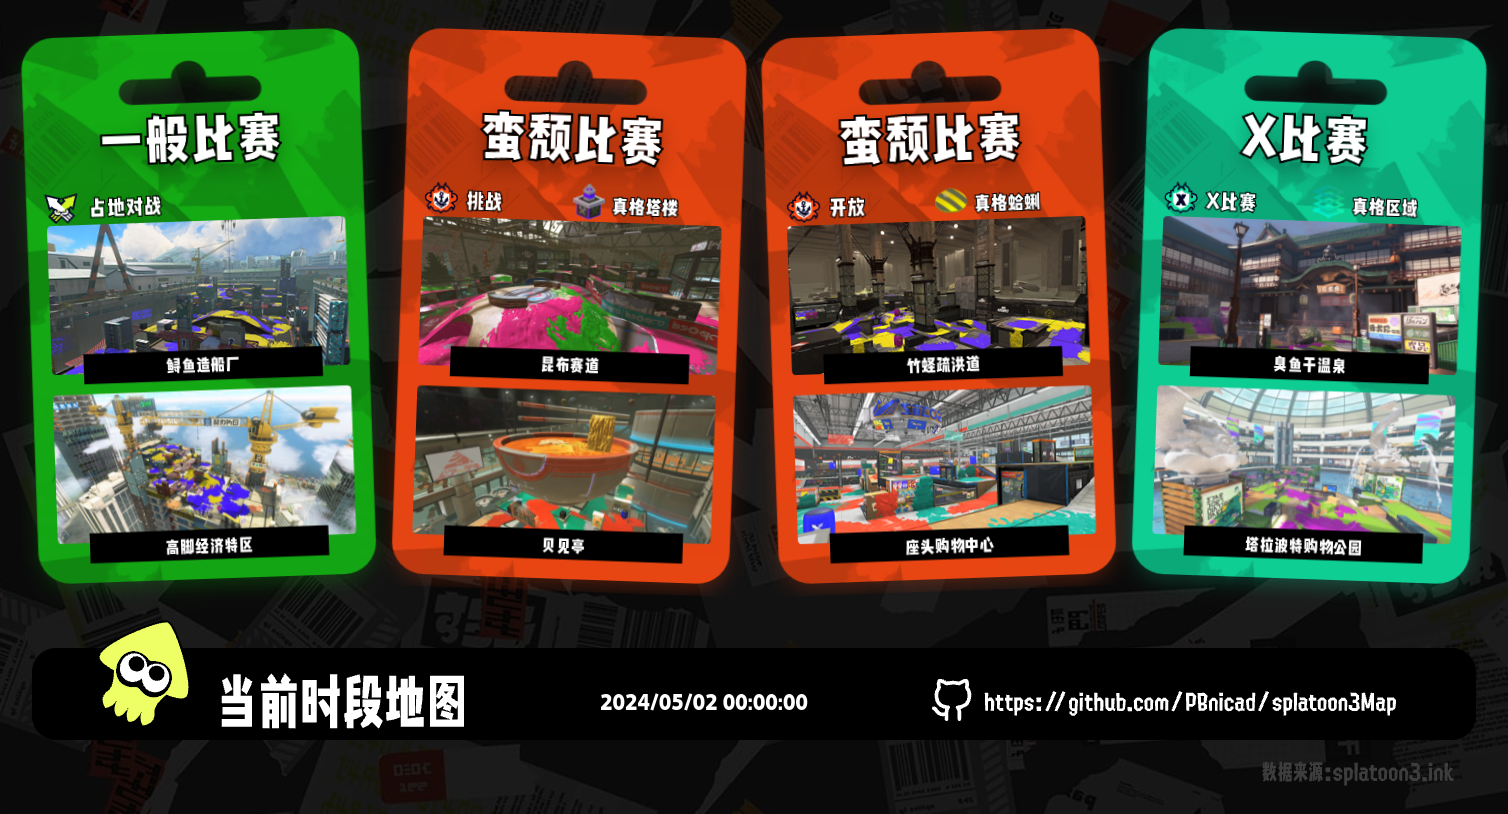 一般比赛
占地对战
鲟鱼造船厂
高脚经济特区
蛮颓比赛
挑战
真格塔楼
昆布赛道
贝见亭
蛮颓比赛
开放
真格蛤蜊
竹蛏疏洪道
座头购物中心
X比赛
X比赛
真格区域
臭鱼干温泉
塔拉波特购物公园
当前时段地图
2024/05/02 00:00:00
https://github.com/PBnicad/splatoon3Map
数据来源:splatoon3.ink